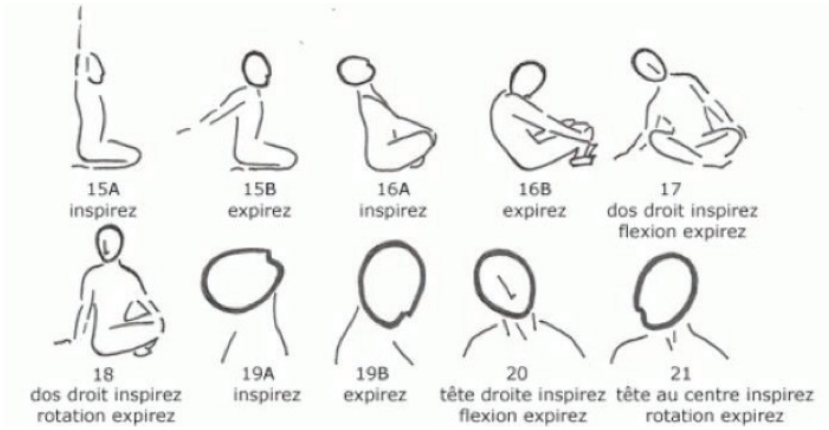 15A 15B 16A 16B 17
inspirez expirez inspirez expirez dos droit inspirez
flexion expirez
18 19A 19B 20 21
dos droit inspirez inspirez expirez tête droite inspirez tête au centre inspirez
rotation expirez flexion expirez rotation expirez